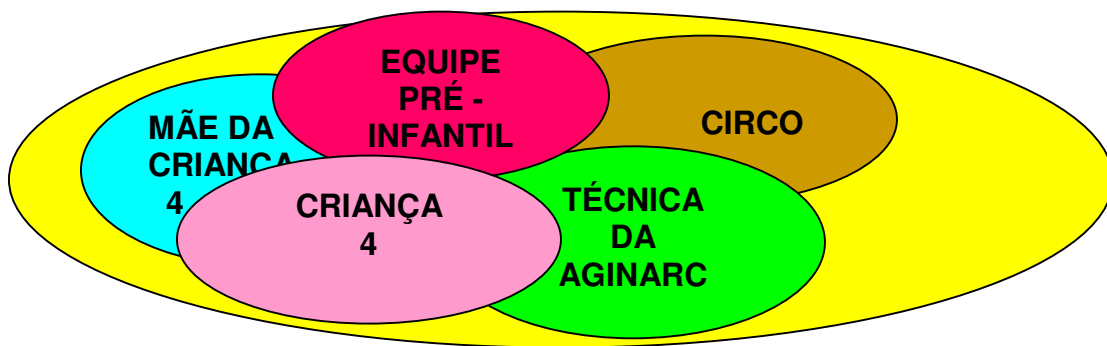 EQUIPE
PRÉ -
INFANTIL
CIRCO
MÃE DA
CRIANÇA
4
CRIANÇA
4
TÉCNICA
DA
AGINARC